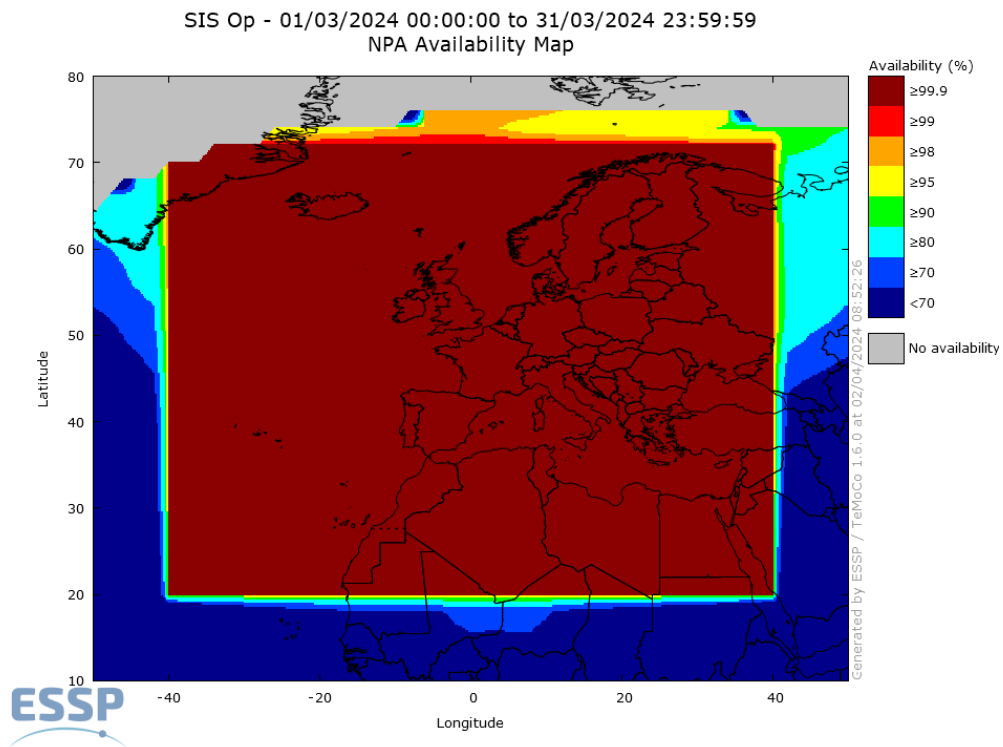 SIS Op - 01/03/2024 00:00:00 to 31/03/2024 23:59:59
NPA Availability Map
Availability (%)
≥99.9
≥99
≥98
≥95
≥90
≥80
≥70
<70
No availability
80
70
60
50
40
30
20
10
Latitude
-40
-20
0
20
40
Longitude
Generated by ESSP / TeMoCo 1.6.0 at 02/04/2024 08:52:26
ESSP